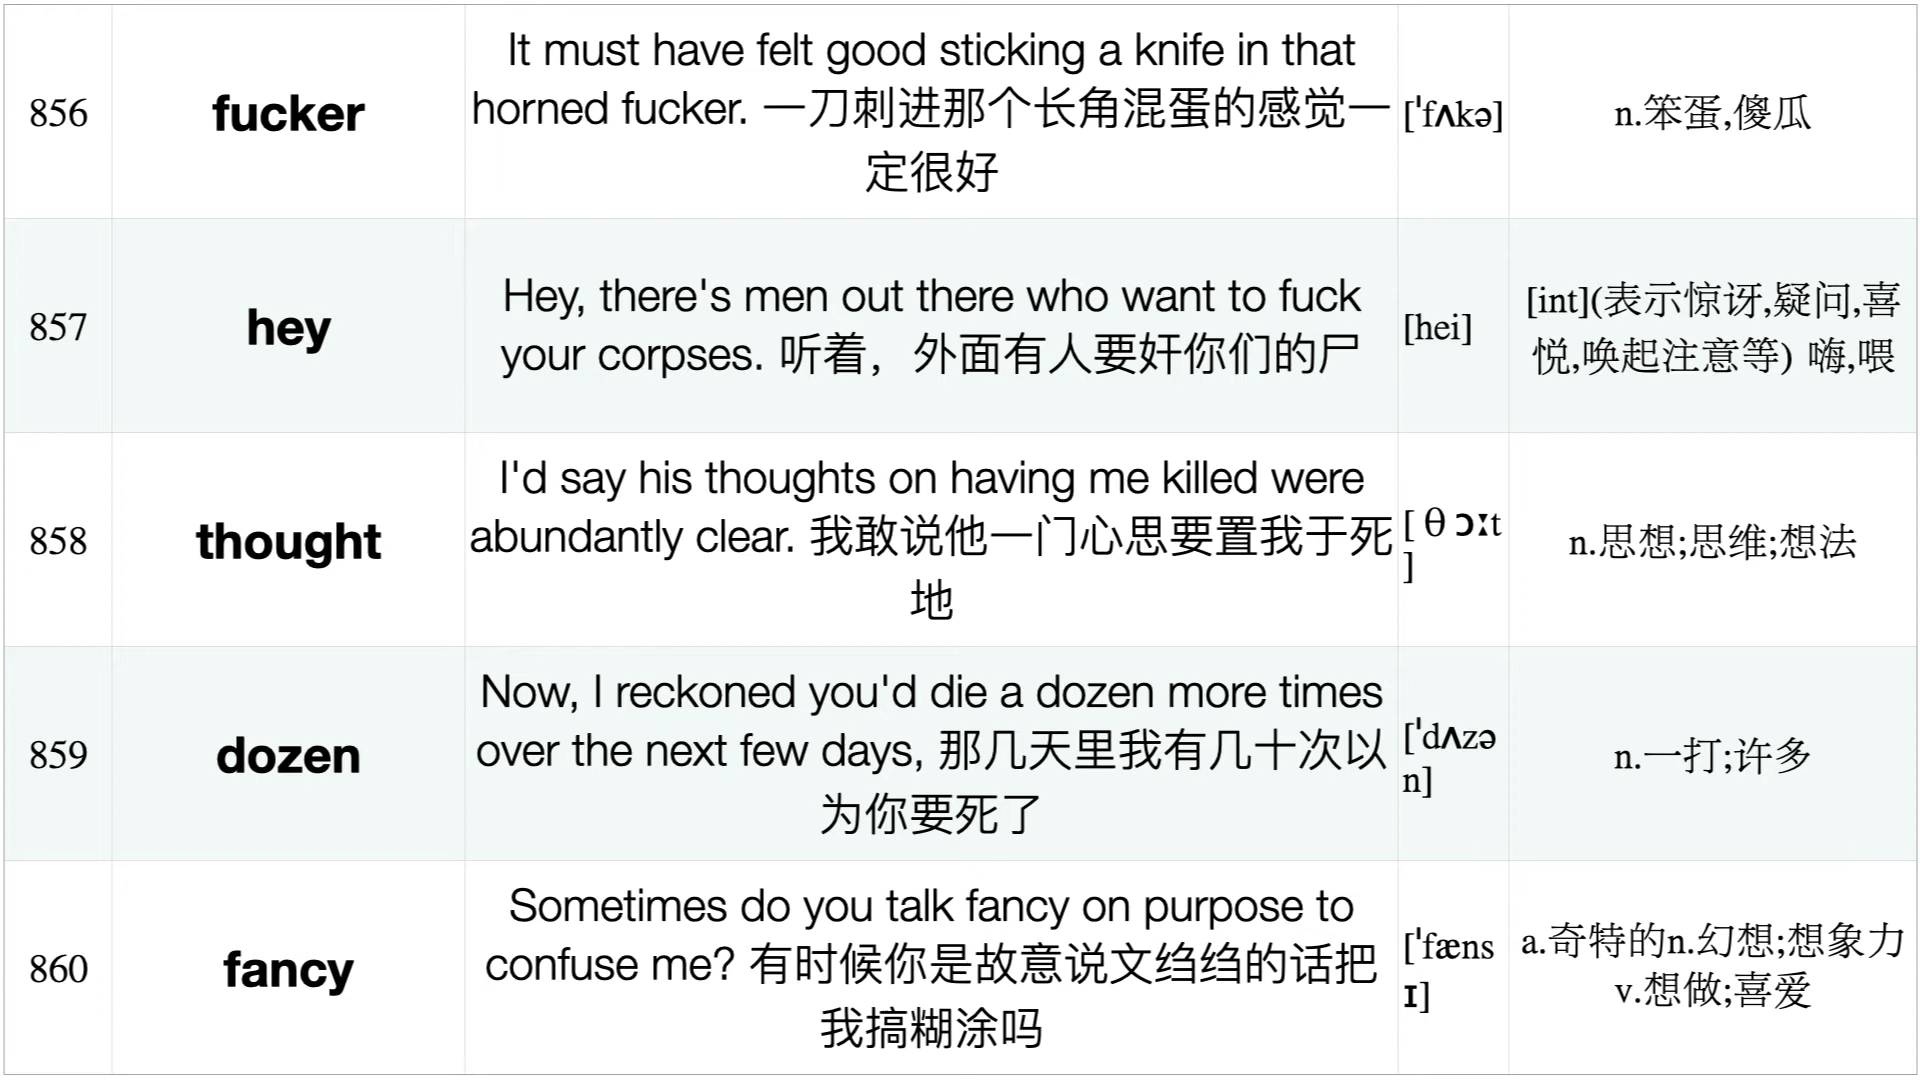 856
fucker
It must have felt good sticking a knife in that
horned fucker. 一刀刺进那个长角混蛋的感觉一
定很好
[ˈfʌkə]
n.笨蛋,傻瓜
857
hey
Hey, there's men out there who want to fuck
your corpses. 听着，外面有人要奸你们的尸
[hei]
[int](表示惊讶,疑问,喜
悦,唤起注意等) 嗨,喂
858
thought
I'd say his thoughts on having me killed were
abundantly clear. 我敢说他一门心思要置我于死
地
[ θ ɔːt
]
n.思想;思维;想法
859
dozen
Now, I reckoned you'd die a dozen more times
over the next few days, 那几天里我有几十次以
为你要死了
[ˈdʌzə
n]
n.一打;许多
860
fancy
Sometimes do you talk fancy on purpose to
confuse me? 有时候你是故意说文绉绉的话把
我搞糊涂吗
[ˈfæns
ɪ]
a.奇特的n.幻想;想象力
v.想做;喜爱